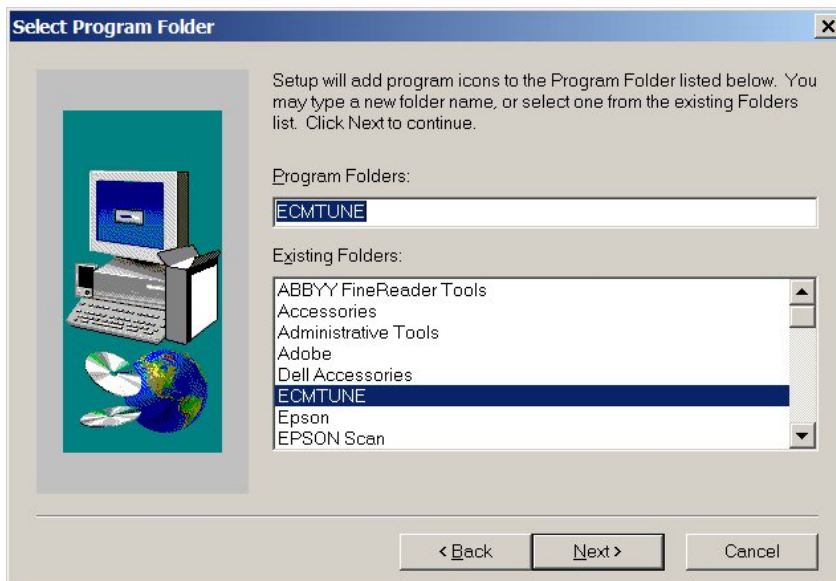 Select Program Folder
Setup will add program icons to the Program Folder listed below. You
may type a new folder name, or select one from the existing Folders
list. Click Next to continue.
Program Folders:
ECMTUNE
Existing Folders:
ABBYY FineReader Tools
Accessories
Administrative Tools
Adobe
Dell Accessories
ECMTUNE
Epson
EPSON Scan
< Back
Next >
Cancel